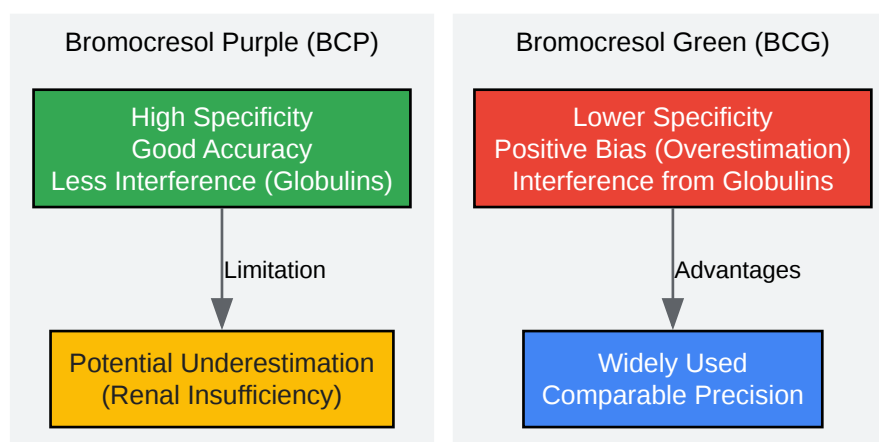 Bromocresol Purple (BCP)
High Specificity
Good Accuracy
Less Interference (Globulins)
Limitation
Potential Underestimation
(Renal Insufficiency)
Bromocresol Green (BCG)
Lower Specificity
Positive Bias (Overestimation)
Interference from Globulins
Advantages
Widely Used
Comparable Precision